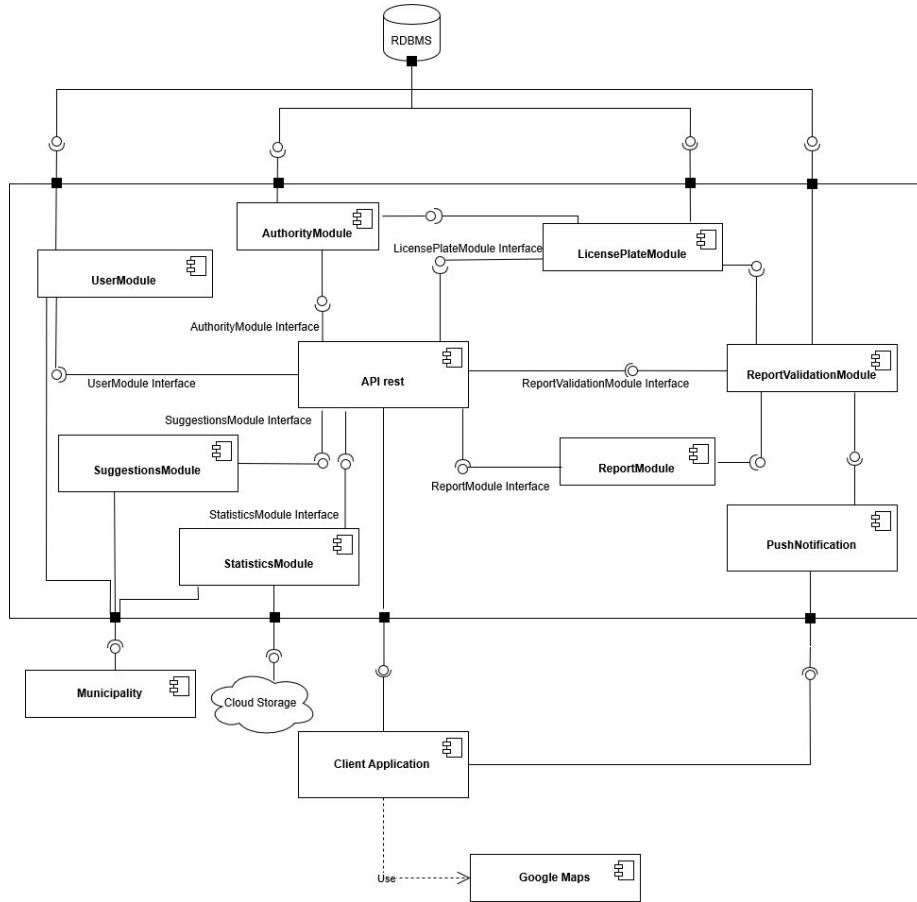 RDBMS
AuthorityModule
LicensePlateModule Interface
LicensePlateModule
UserModule
AuthorityModule Interface
UserModule Interface
API rest
ReportValidationModule Interface
ReportValidationModule
SuggestionsModule Interface
SuggestionsModule
ReportModule
ReportModule Interface
StatisticsModule Interface
StatisticsModule
PushNotification
Municipality
Cloud Storage
Client Application
Use
Google Maps